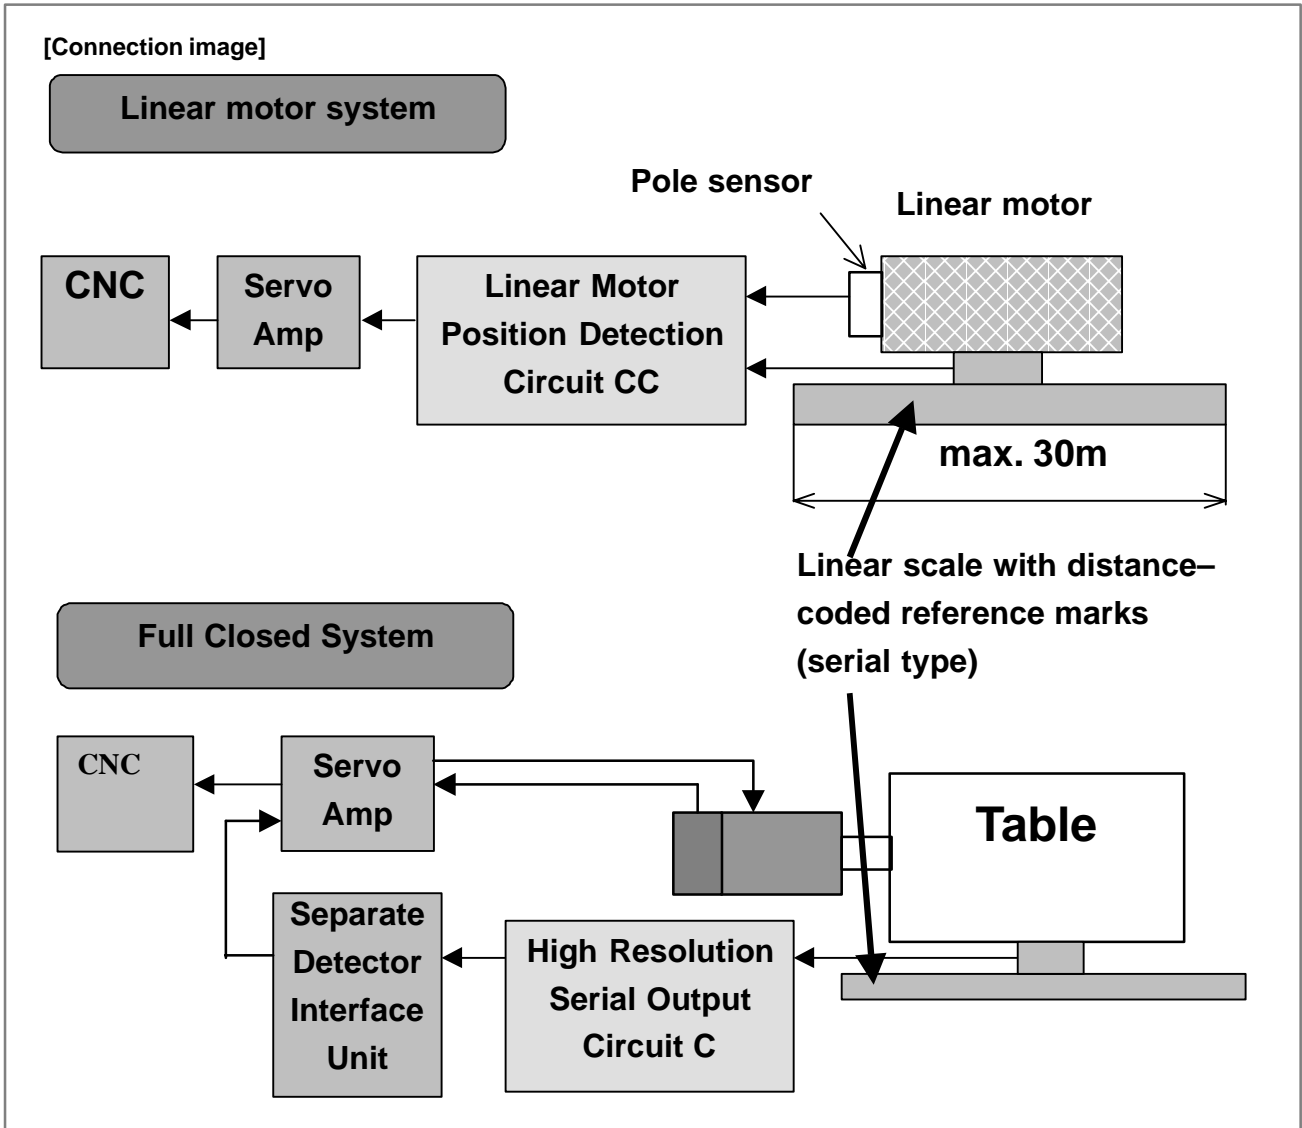 [Connection image]
Linear motor system
Pole sensor
Linear motor
CNC
Servo
Amp
Linear Motor
Position Detection
Circuit CC
max. 30m
Linear scale with distance–
coded reference marks
(serial type)
Full Closed System
CNC
Servo
Amp
Table
Separate
Detector
Interface
Unit
High Resolution
Serial Output
Circuit C